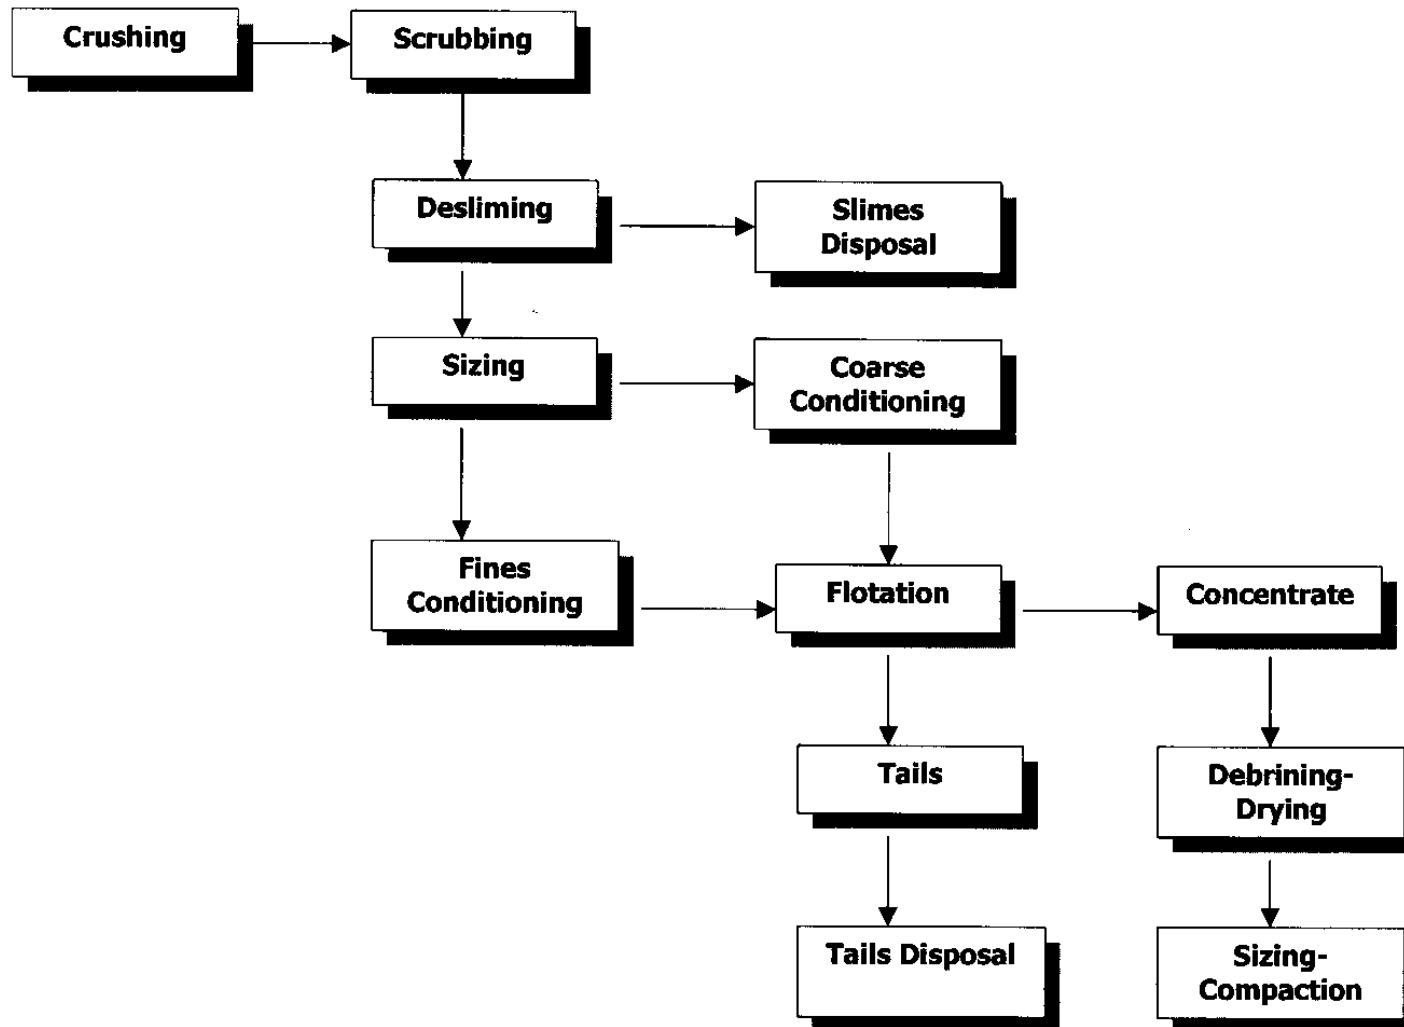 Crushing
Scrubbing
Desliming
Slimes
Disposal
Sizing
Coarse
Conditioning
Fines
Conditioning
Flotation
Concentrate
Tails
Debrining-
Drying
Tails Disposal
Sizing-
Compaction